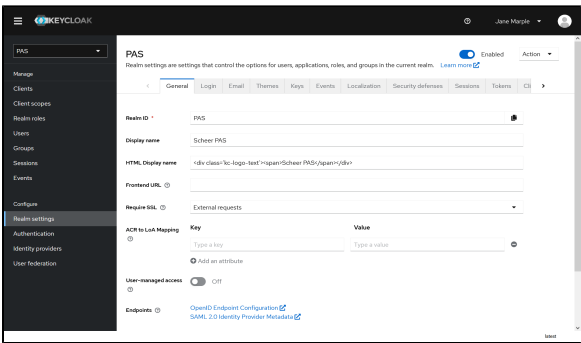 KEYCLOAK
Jane Marple
PAS
Manage
Clients
Client scopes
Realm roles
Users
Groups
Sessions
Events
Configure
Realm settings
Authentication
Identity providers
User federation
PAS
Enabled
Action
Realm settings are settings that control the options for users, applications, roles, and groups in the current realm. Learn more
General Login Email Themes Keys Events Localization Security defenses Sessions Tokens Cli
Realm ID * PAS
Display name Scheer PAS
HTML Display name <div class='kc-logo-text'><span>Scheer PAS</span></div>
Frontend URL
Require SSL External requests
ACR to LoA Mapping
Key Value
Type a key Type a value
Add an attribute
User-managed access Off
Endpoints OpenID Endpoint Configuration
SAML 2.0 Identity Provider Metadata
latest